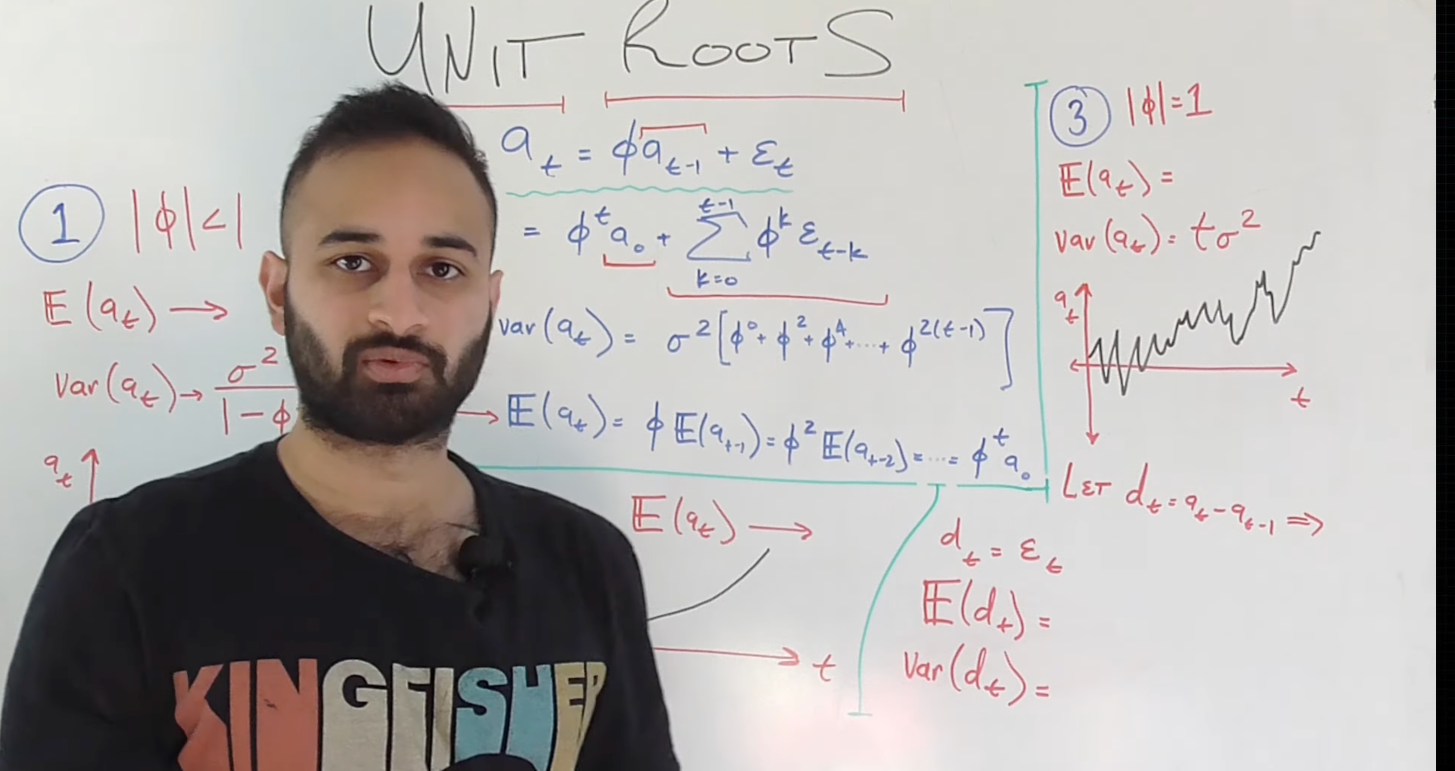 UNIT ROOTS
a_t = ϕa_{t-1} + ε_t
= ϕ^t a_0 + Σ_{k=0}^{t-1} ϕ^k ε_{t-k}
var(a_t) = σ^2[ϕ^0 + ϕ^2 + ϕ^4 + ... + ϕ^{2(t-1)}]
→ E(a_t) = ϕ E(a_{t-1}) = ϕ^2 E(a_{t-2}) = ... = ϕ^t a_0
1 |ϕ|<1
E(a_t) →
Var(a_t) → σ^2 / 1-ϕ
a_t
E(a_t) →
t
3 |ϕ|=1
E(a_t) =
var(a_t) = tσ^2
a_t
t
LET d_t = a_t - a_{t-1} ⇒
d_t = ε_t
E(d_t) =
Var(d_t) =
KINGFISHER